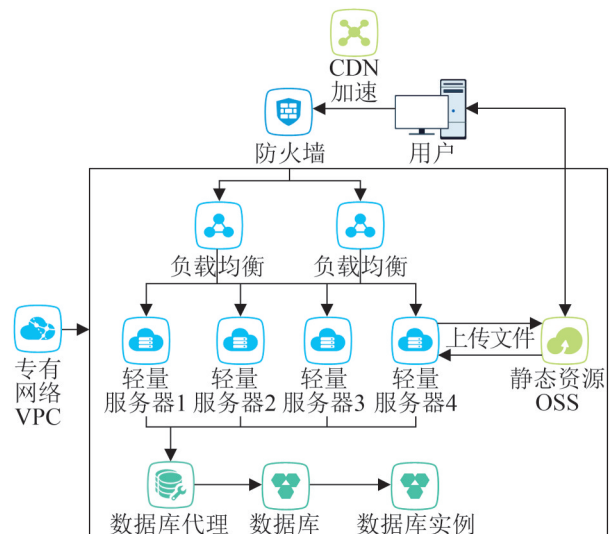 CDN
加速
防火墙
用户
负载均衡
负载均衡
专有
网络
VPC
轻量
服务器1
轻量
服务器2
轻量
服务器3
轻量
服务器4
上传文件
静态资源
OSS
数据库代理
数据库
数据库实例